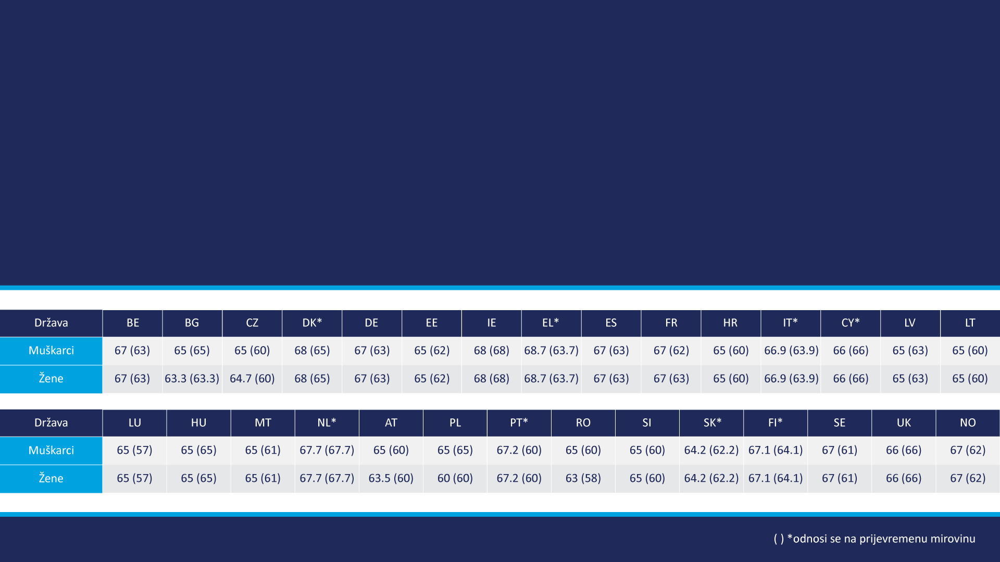 Država BE BG CZ DK* DE EE IE EL* ES FR HR IT* CY* LV LT
Muškarci 67 (63) 65 (65) 65 (60) 68 (65) 67 (63) 65 (62) 68 (68) 68.7 (63.7) 67 (63) 67 (62) 65 (60) 66.9 (63.9) 66 (66) 65 (63) 65 (60)
Žene 67 (63) 63.3 (63.3) 64.7 (60) 68 (65) 67 (63) 65 (62) 68 (68) 68.7 (63.7) 67 (63) 67 (63) 65 (60) 66.9 (63.9) 66 (66) 65 (63) 65 (60)
Država LU HU MT NL* AT PL PT* RO SI SK* FI* SE UK NO
Muškarci 65 (57) 65 (65) 65 (61) 67.7 (67.7) 65 (60) 65 (65) 67.2 (60) 65 (60) 65 (60) 64.2 (62.2) 67.1 (64.1) 67 (61) 66 (66) 67 (62)
Žene 65 (57) 65 (65) 65 (61) 67.7 (67.7) 63.5 (60) 60 (60) 67.2 (60) 63 (58) 65 (60) 64.2 (62.2) 67.1 (64.1) 67 (61) 66 (66) 67 (62)
( ) *odnosi se na prijevremenu mirovinu